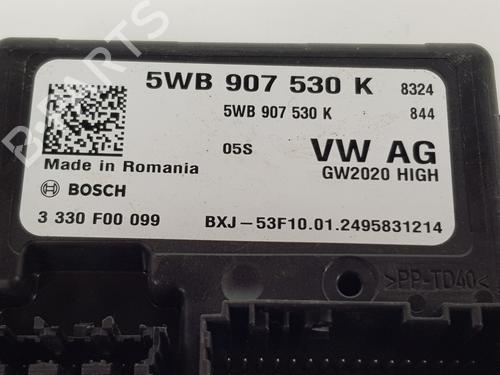 5WB 907 530 K 8324
5WB 907 530 K 844
05S VW AG
Made in Romania GW2020 HIGH
BOSCH
3 330 F00 099 BXJ-53F10.01.2495831214
>PP-TD40<
B-PARTS